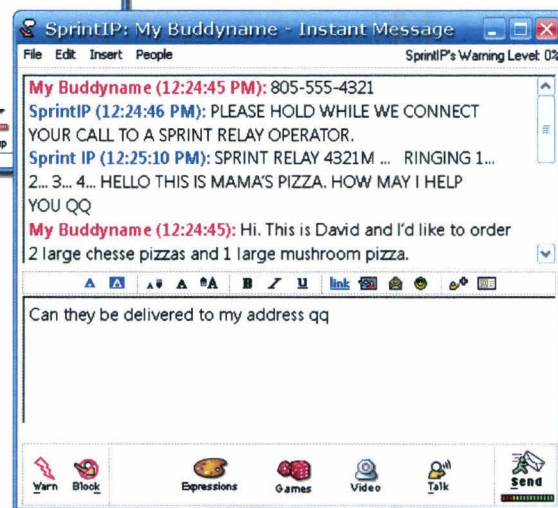 SprintIP: My Buddyname - Instant Message
File Edit Insert People SprintIP's Warning Level: 0%
My Buddyname (12:24:45 PM): 805-555-4321
SprintIP (12:24:46 PM): PLEASE HOLD WHILE WE CONNECT
YOUR CALL TO A SPRINT RELAY OPERATOR.
Sprint IP (12:25:10 PM): SPRINT RELAY 4321M ... RINGING 1...
2... 3... 4... HELLO THIS IS MAMA'S PIZZA. HOW MAY I HELP
YOU QQ
My Buddyname (12:24:45): Hi. This is David and I'd like to order
2 large chesse pizzas and 1 large mushroom pizza.
A A A A A B I U link
Can they be delivered to my address qq
Warn Block Expressions Games Video Talk Send